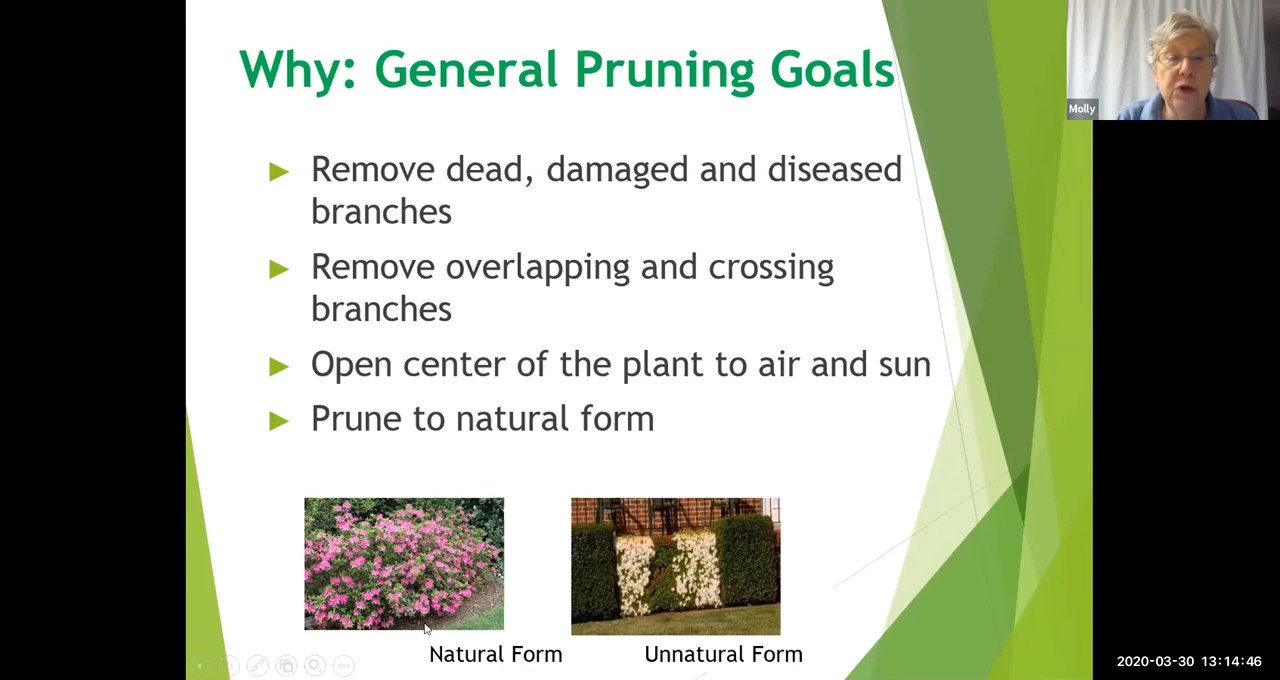 Why: General Pruning Goals
Molly
Remove dead, damaged and diseased
branches
Remove overlapping and crossing
branches
Open center of the plant to air and sun
Prune to natural form
Natural Form
Unnatural Form
2020-03-30 13:14:46